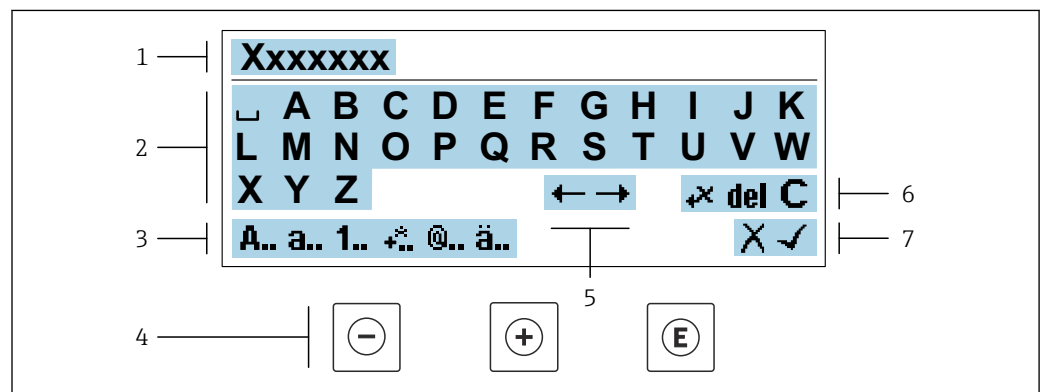 1 Xxxxxxx
␣ A B C D E F G H I J K
2 L M N O P Q R S T U V W
X Y Z ← → +× del C 6
3 A.. a.. 1.. +*.. @.. ä.. X ✓ 7
5
4 − + E